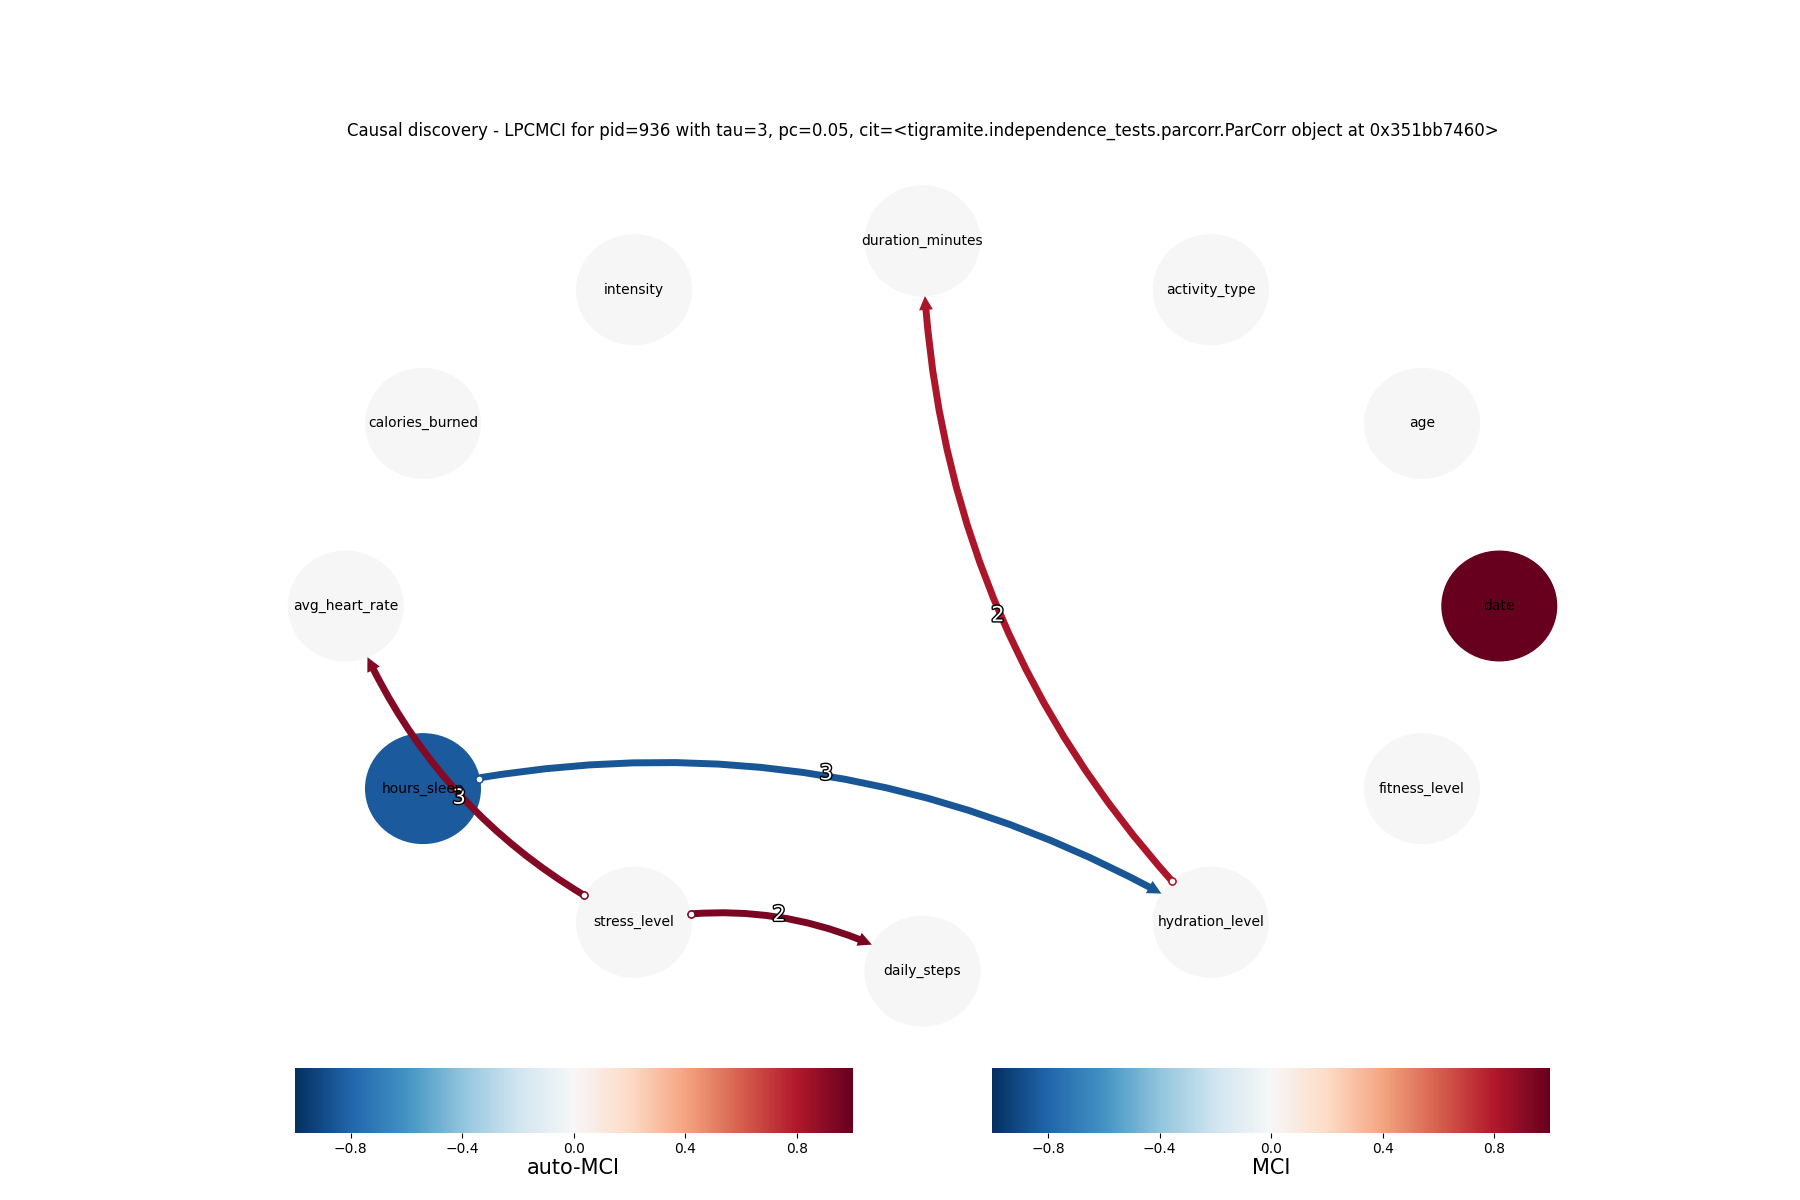 Causal discovery - LPCMCI for pid=936 with tau=3, pc=0.05, cit=<tigramite.independence_tests.parcorr.ParCorr object at 0x351bb7460>
duration_minutes
intensity
activity_type
calories_burned
age
avg_heart_rate
date
2
3
hours_sleep
3
fitness_level
2
stress_level
hydration_level
daily_steps
−0.8 −0.4 0.0 0.4 0.8
auto-MCI
−0.8 −0.4 0.0 0.4 0.8
MCI